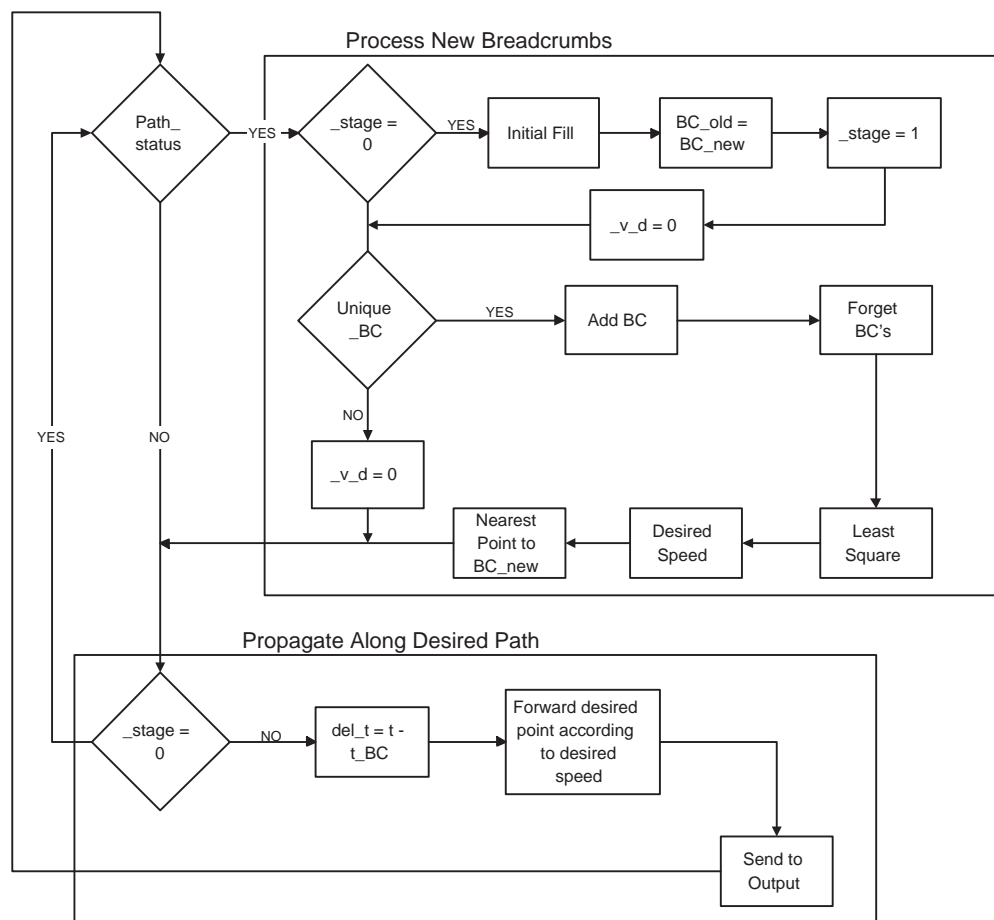 Process New Breadcrumbs
Path_
status
YES
_stage =
0
YES
Initial Fill
BC_old =
BC_new
_stage = 1
_v_d = 0
Unique
_BC
YES
Add BC
Forget
BC's
NO
YES
NO
_v_d = 0
Nearest
Point to
BC_new
Desired
Speed
Least
Square
Propagate Along Desired Path
_stage =
0
NO
del_t = t -
t_BC
Forward desired
point according
to desired
speed
Send to
Output